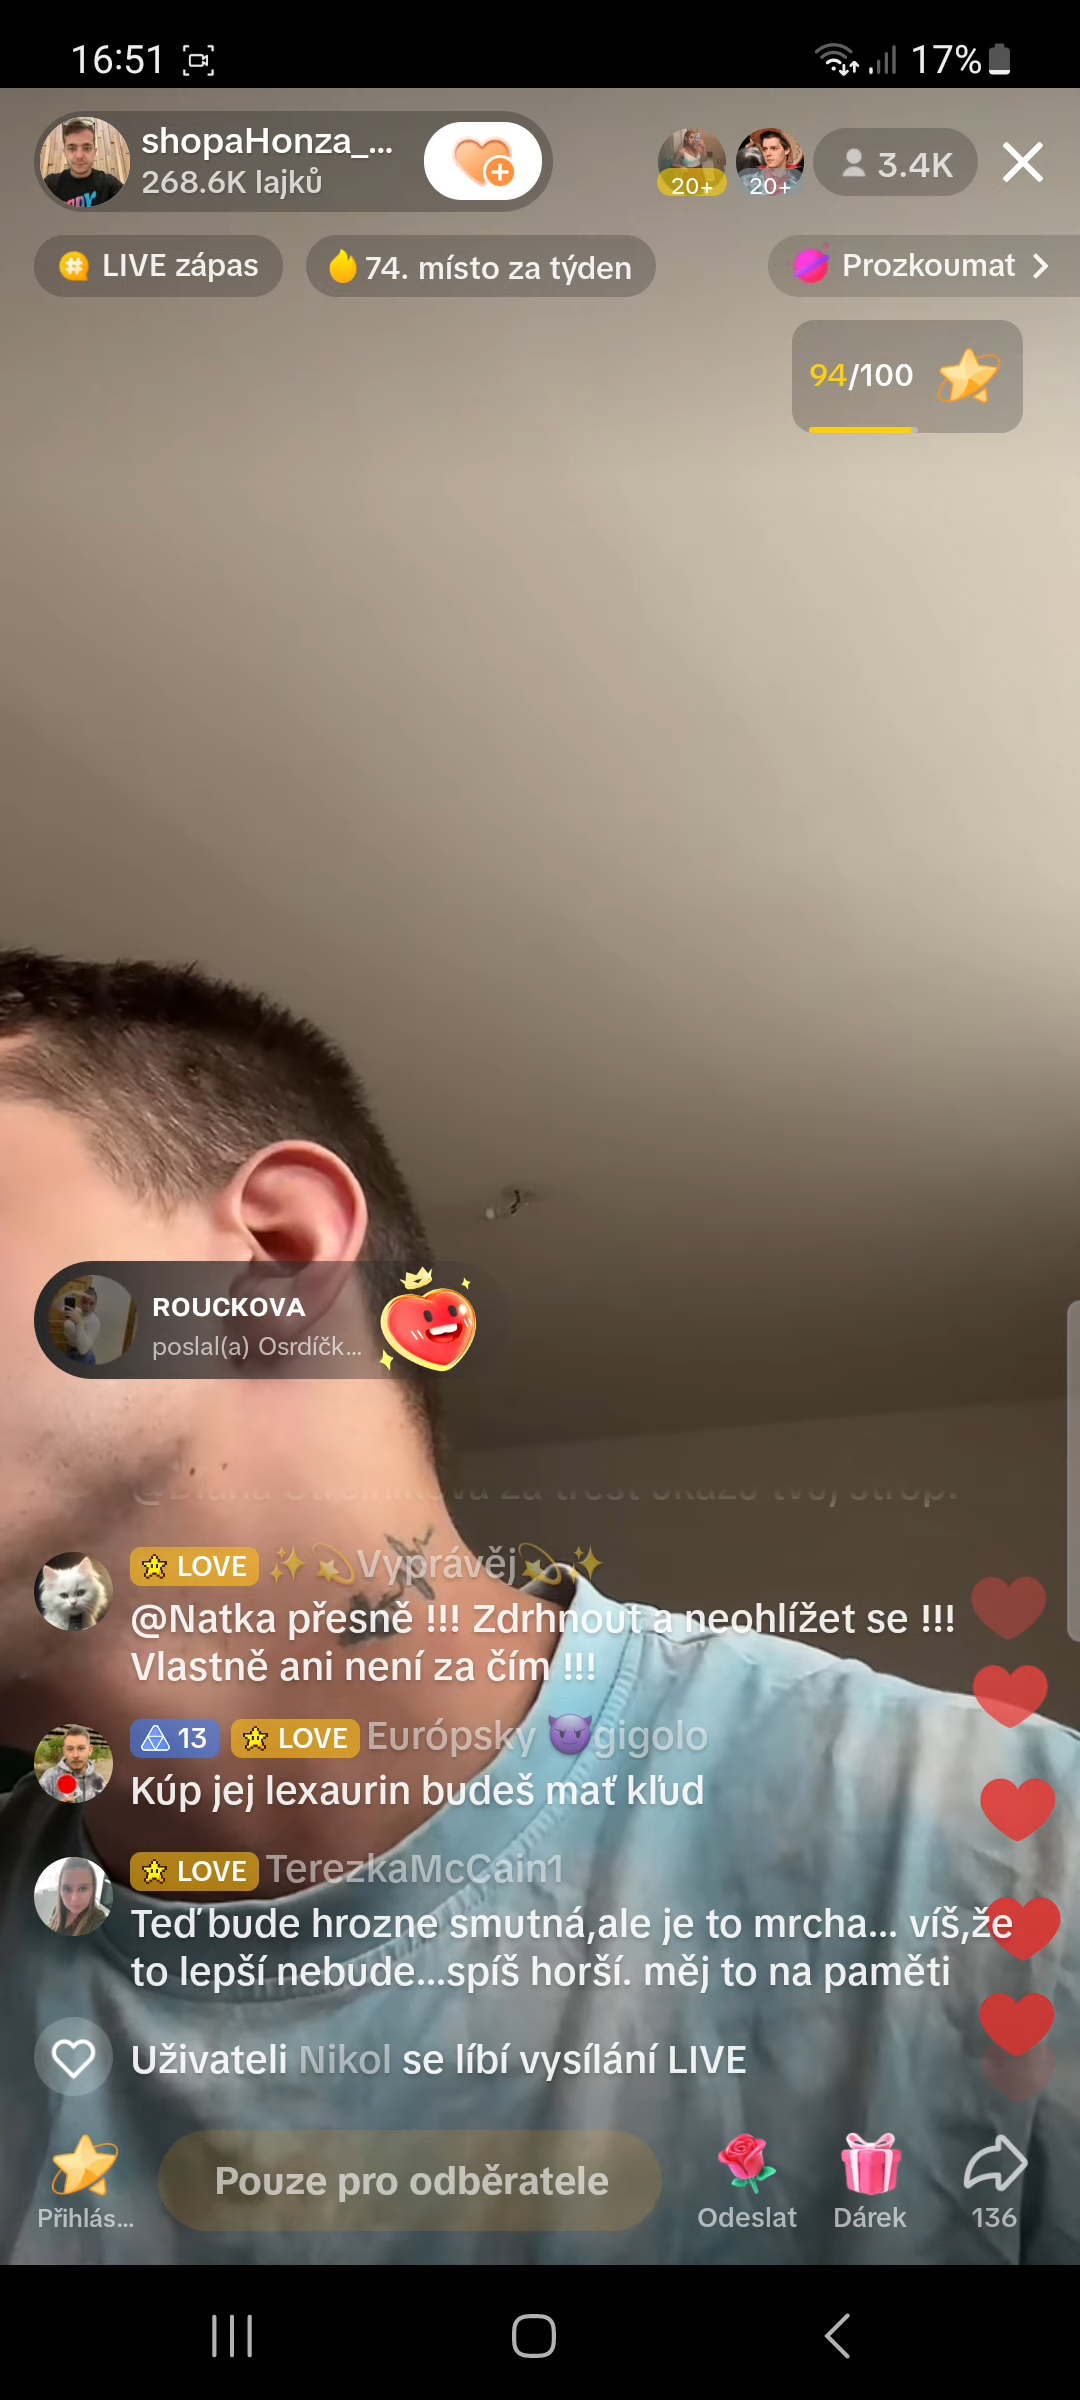 16:51
17%
shopaHonza_...
268.6K lajků
20+
20+
3.4K
LIVE zápas
74. místo za týden
Prozkoumat
94/100
ROUCKOVA
poslal(a) Osrdíčk...
LOVE ✨💫Vyprávěj💫✨
@Natka přesně !!! Zdrhnout a neohlížet se !!!
Vlastně ani není za čím !!!
13 LOVE Európsky 😈gigolo
Kúp jej lexaurin budeš mať kľud
LOVE TerezkaMcCain1
Teď bude hrozne smutná,ale je to mrcha... víš,že
to lepší nebude...spíš horší. měj to na paměti
Uživateli Nikol se líbí vysílání LIVE
Přihlás...
Pouze pro odběratele
Odeslat
Dárek
136